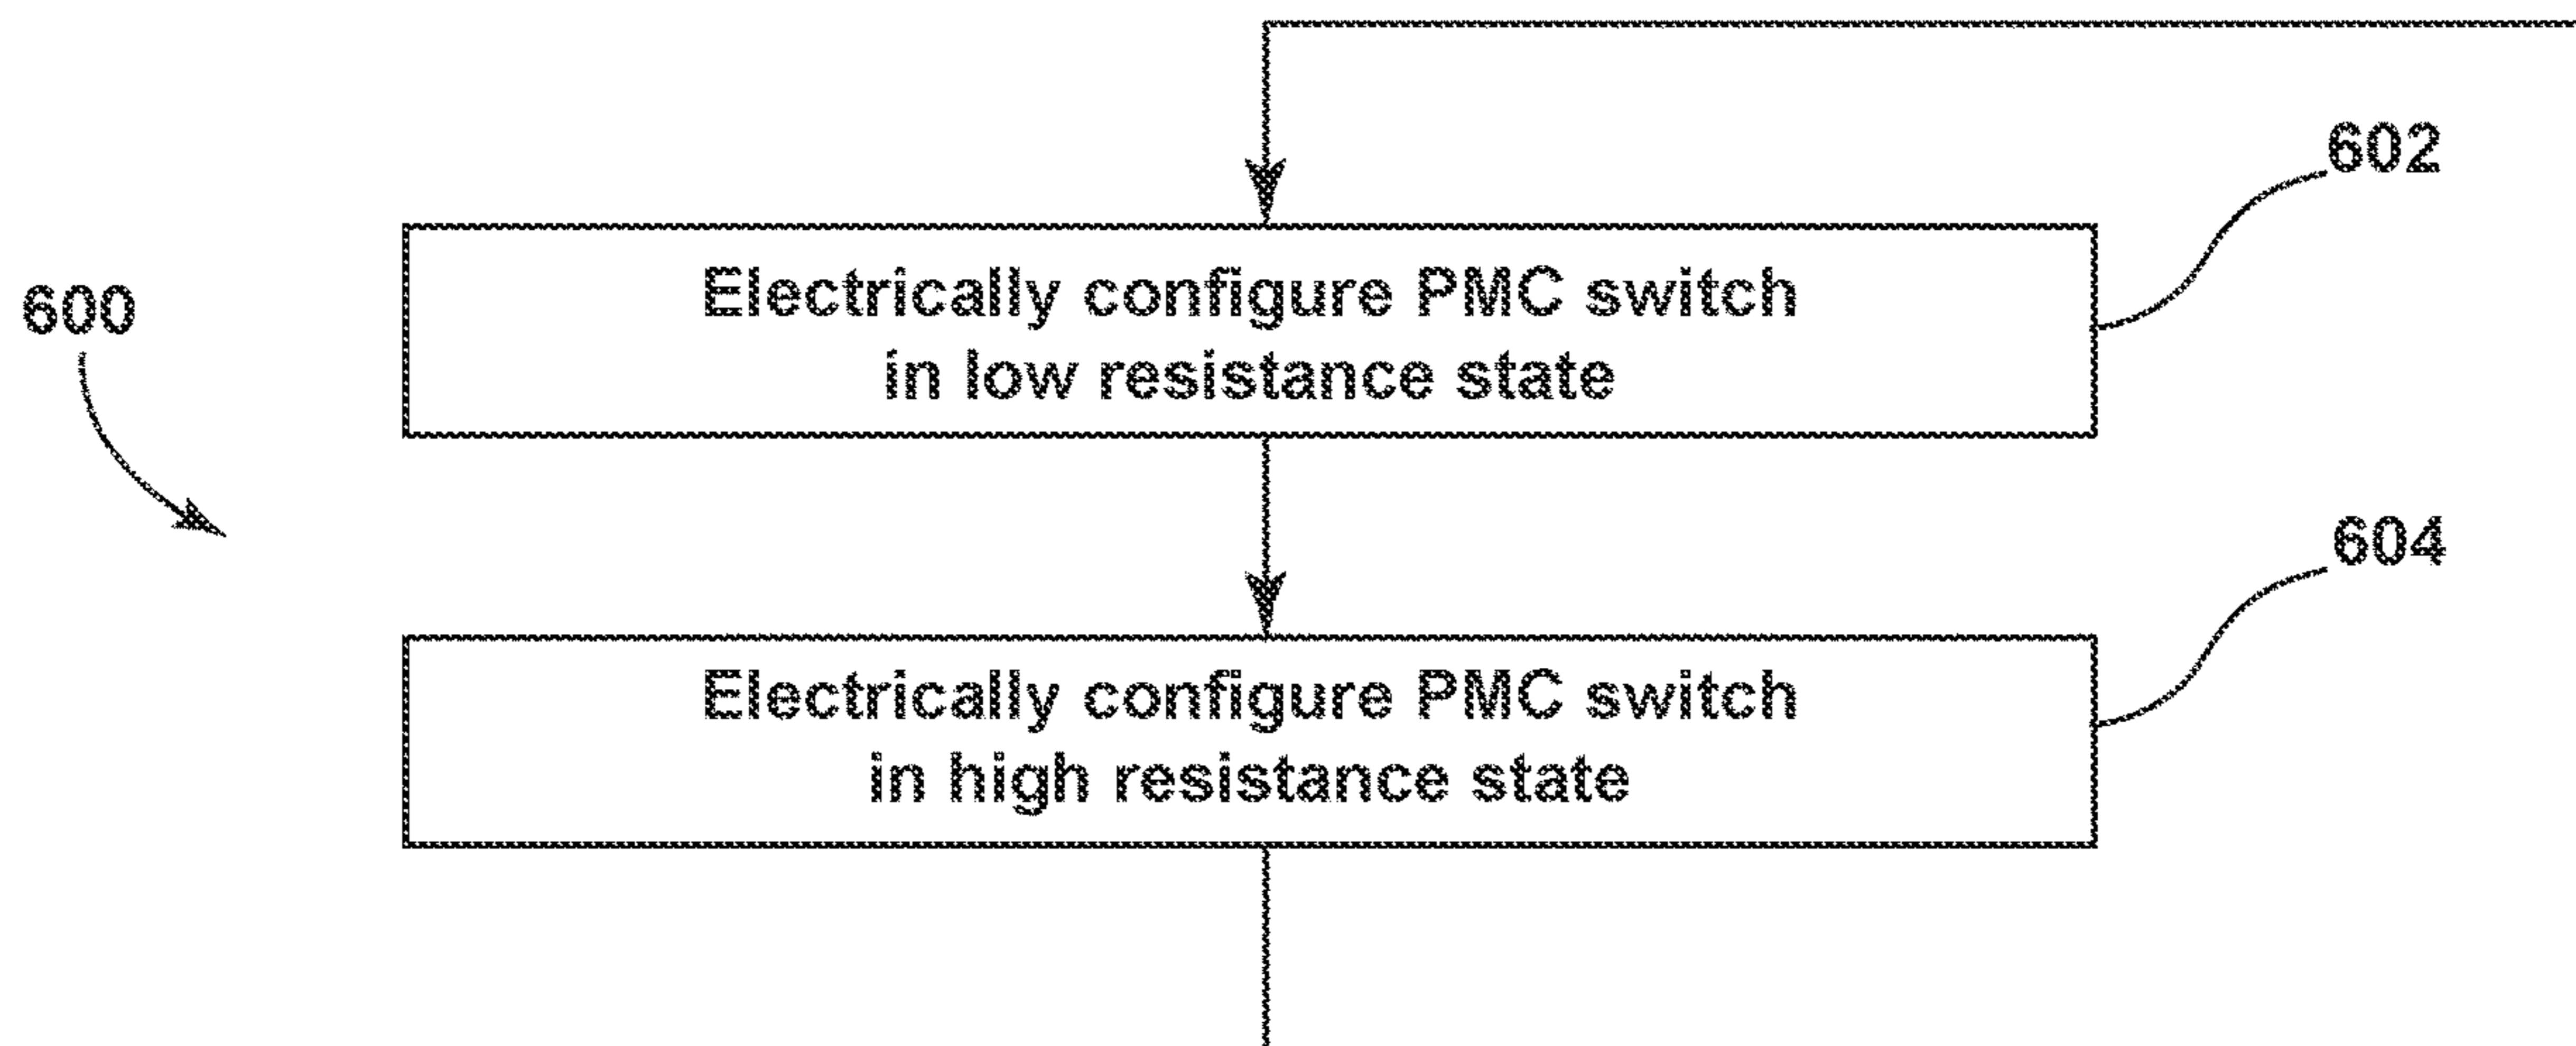 602
600
Electrically configure PMC switch
in low resistance state
604
Electrically configure PMC switch
in high resistance state